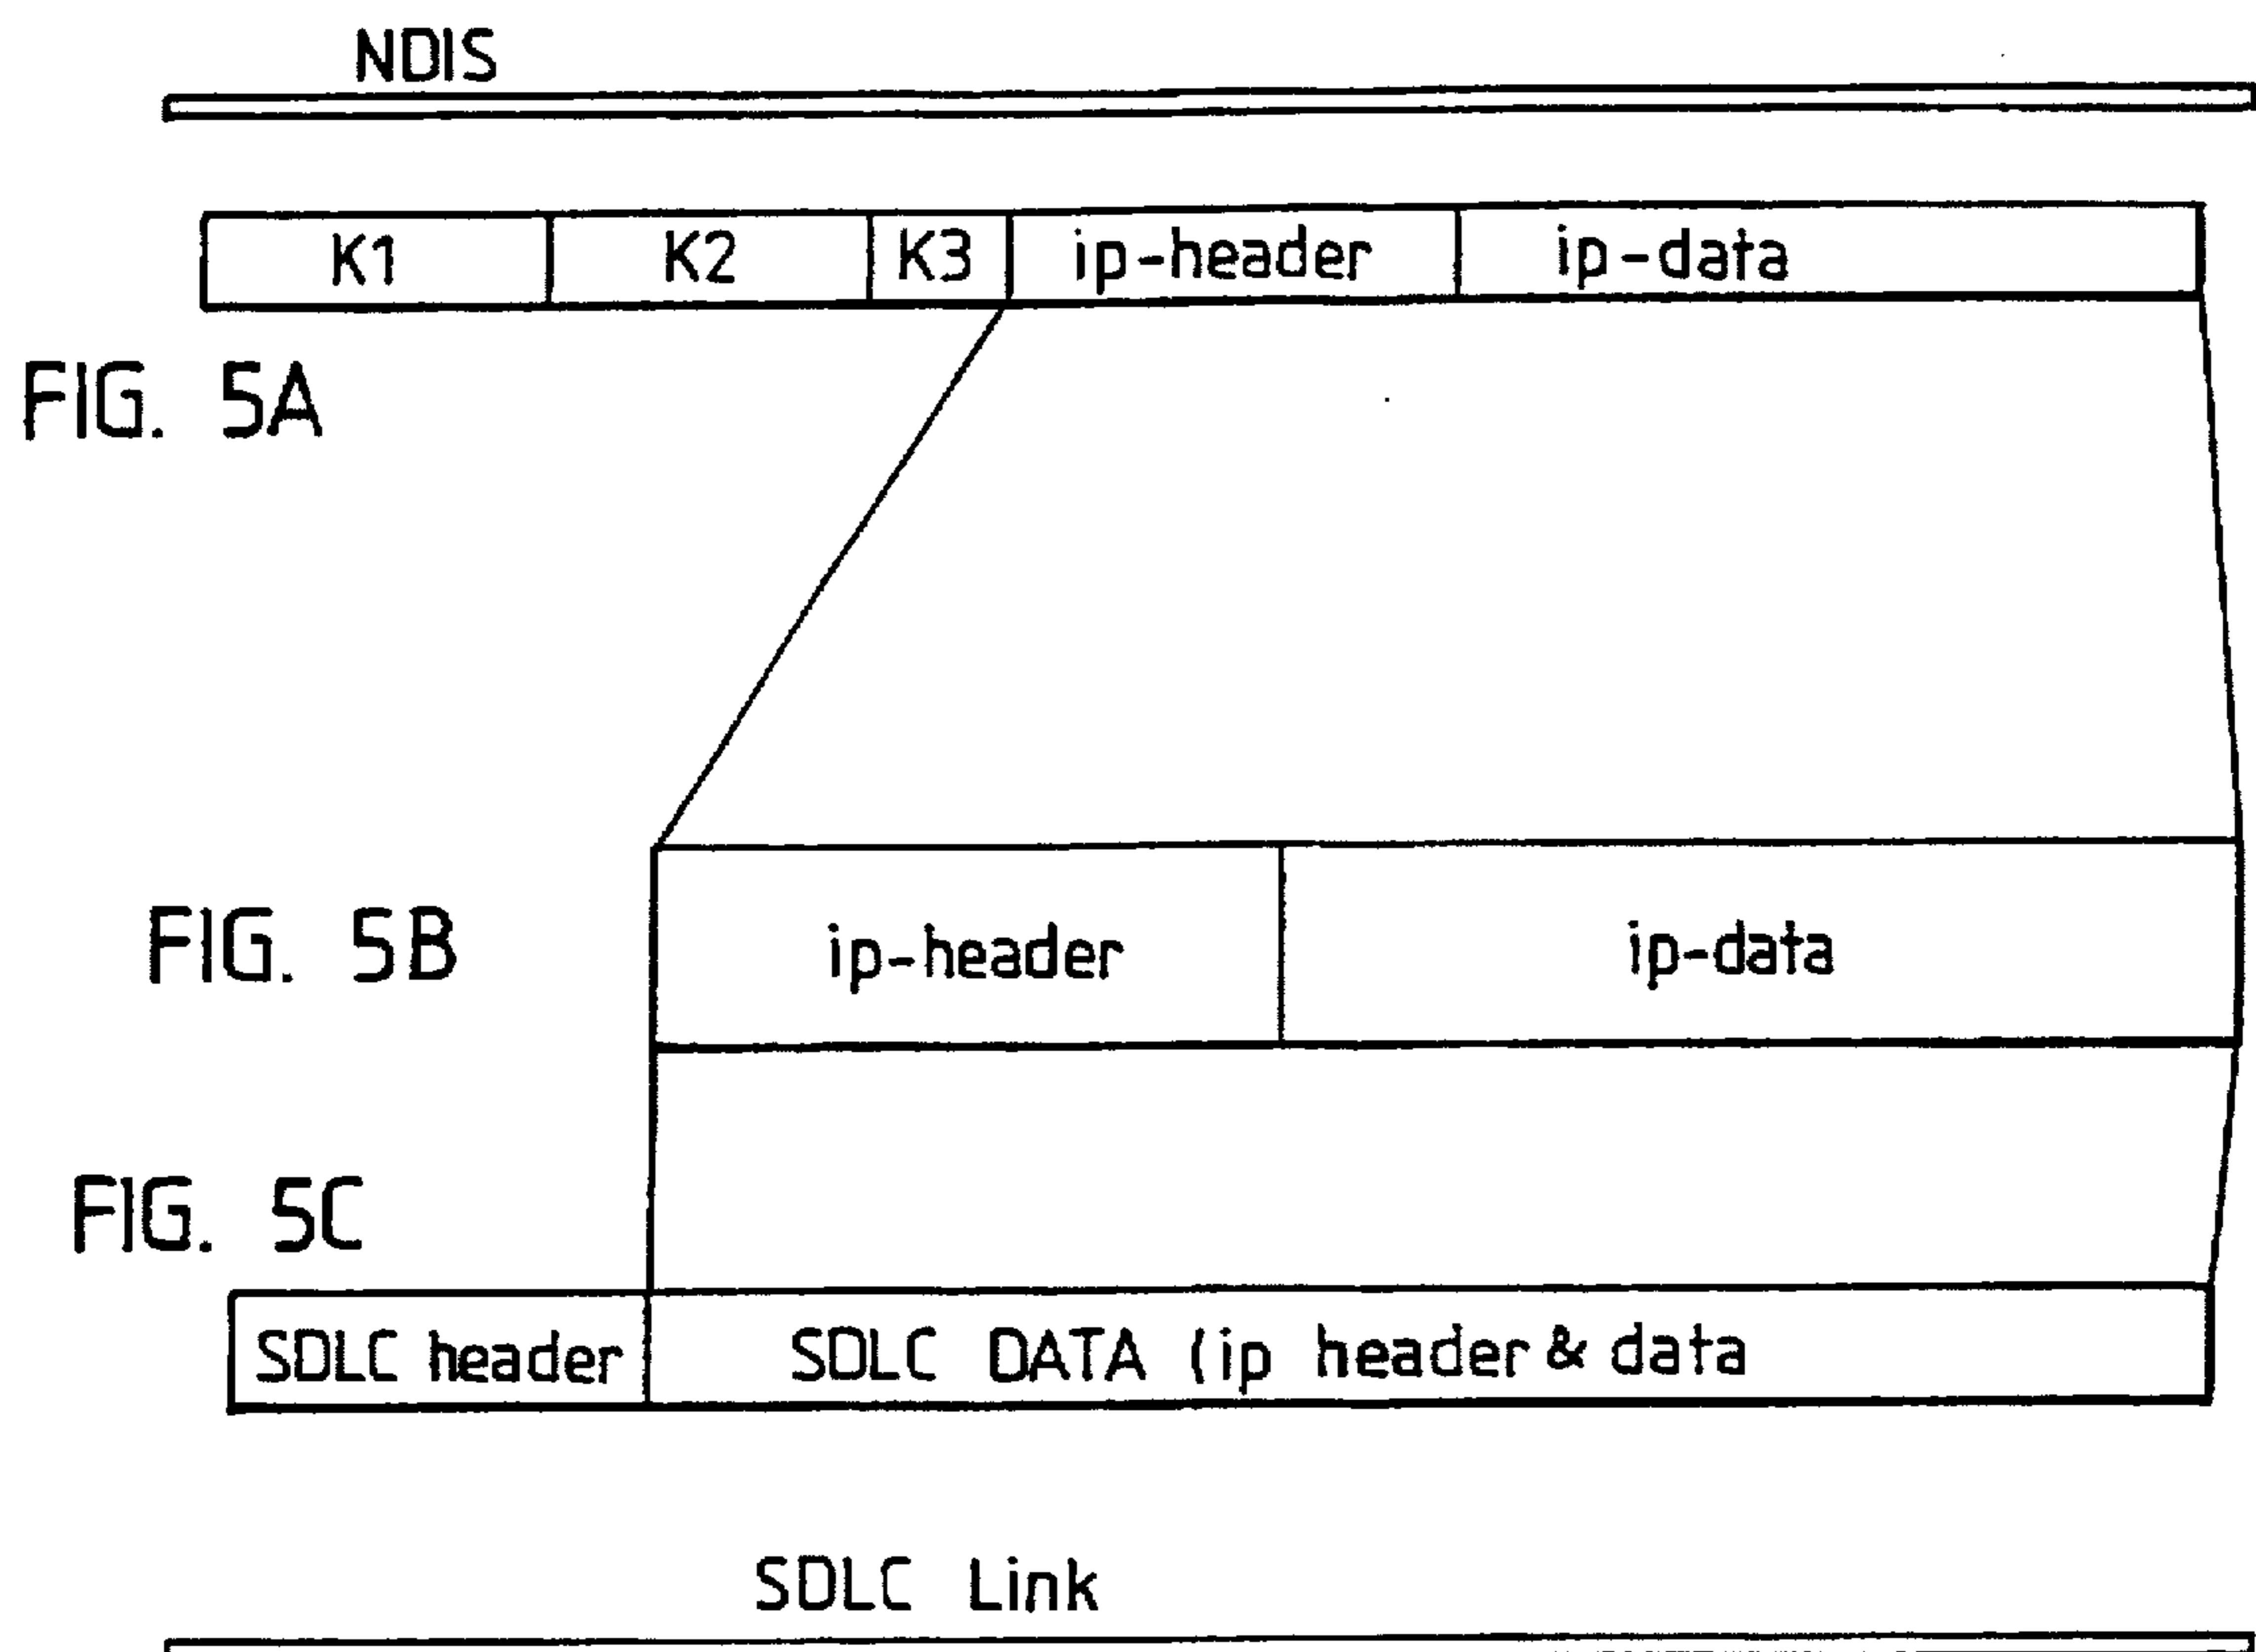 NDIS
K1 K2 K3 ip-header ip-data
FIG. 5A
FIG. 5B ip-header ip-data
FIG. 5C
SDLC header SDLC DATA (ip header & data
SDLC Link